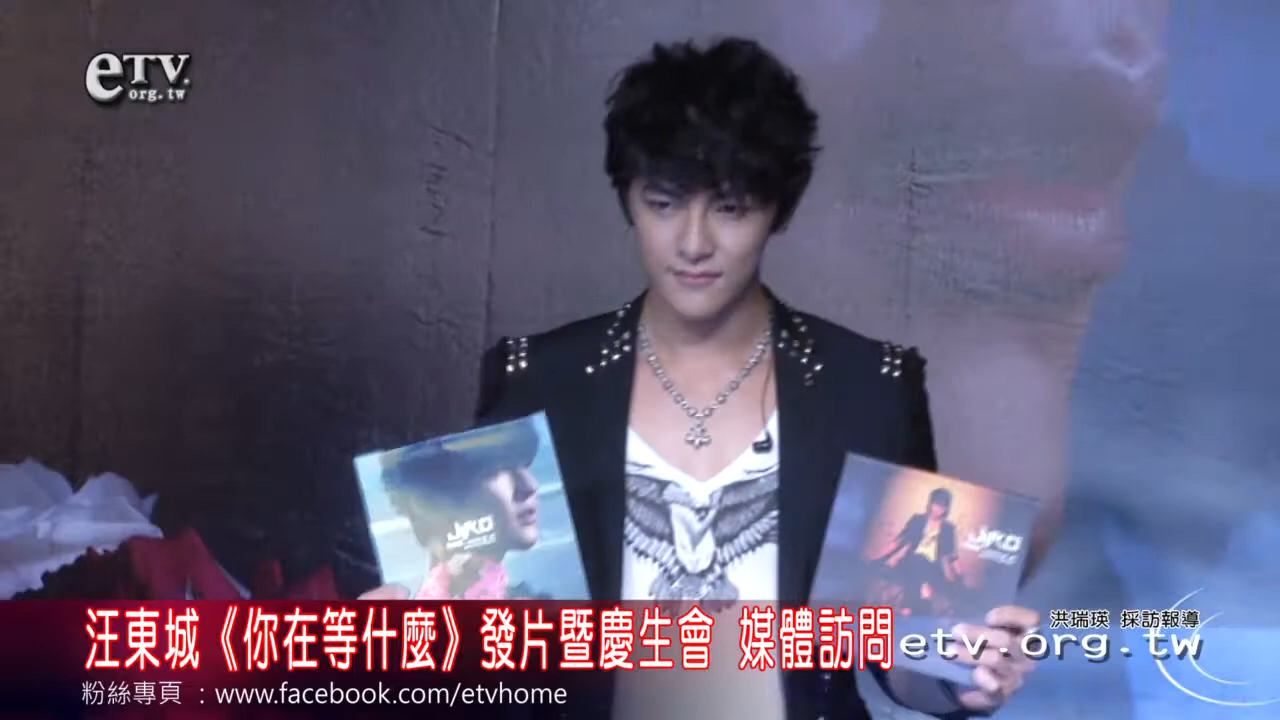 eTV.
org.tw
JIRO
JIRO
洪瑞瑛 採訪報導
汪東城《你在等什麼》發片暨慶生會 媒體訪問
etv.org.tw
粉絲專頁 ：www.facebook.com/etvhome